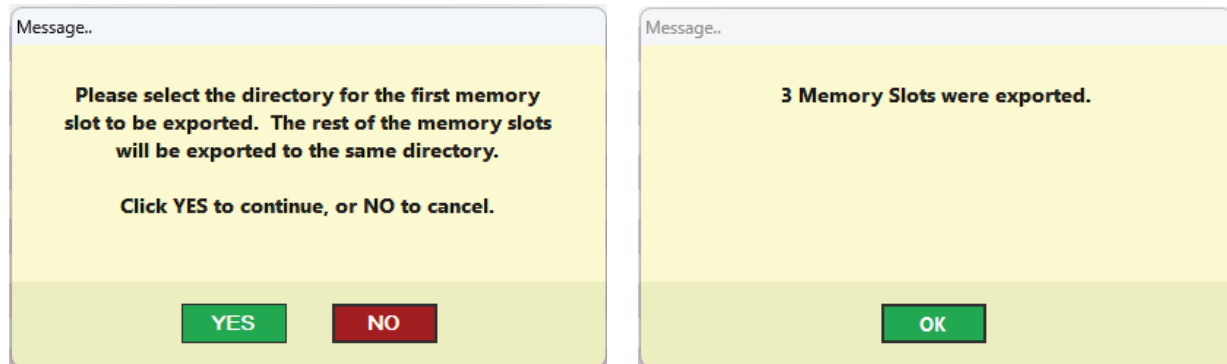 Message..
Please select the directory for the first memory
slot to be exported.  The rest of the memory slots
will be exported to the same directory.
Click YES to continue, or NO to cancel.
YES
NO
Message..
3 Memory Slots were exported.
OK